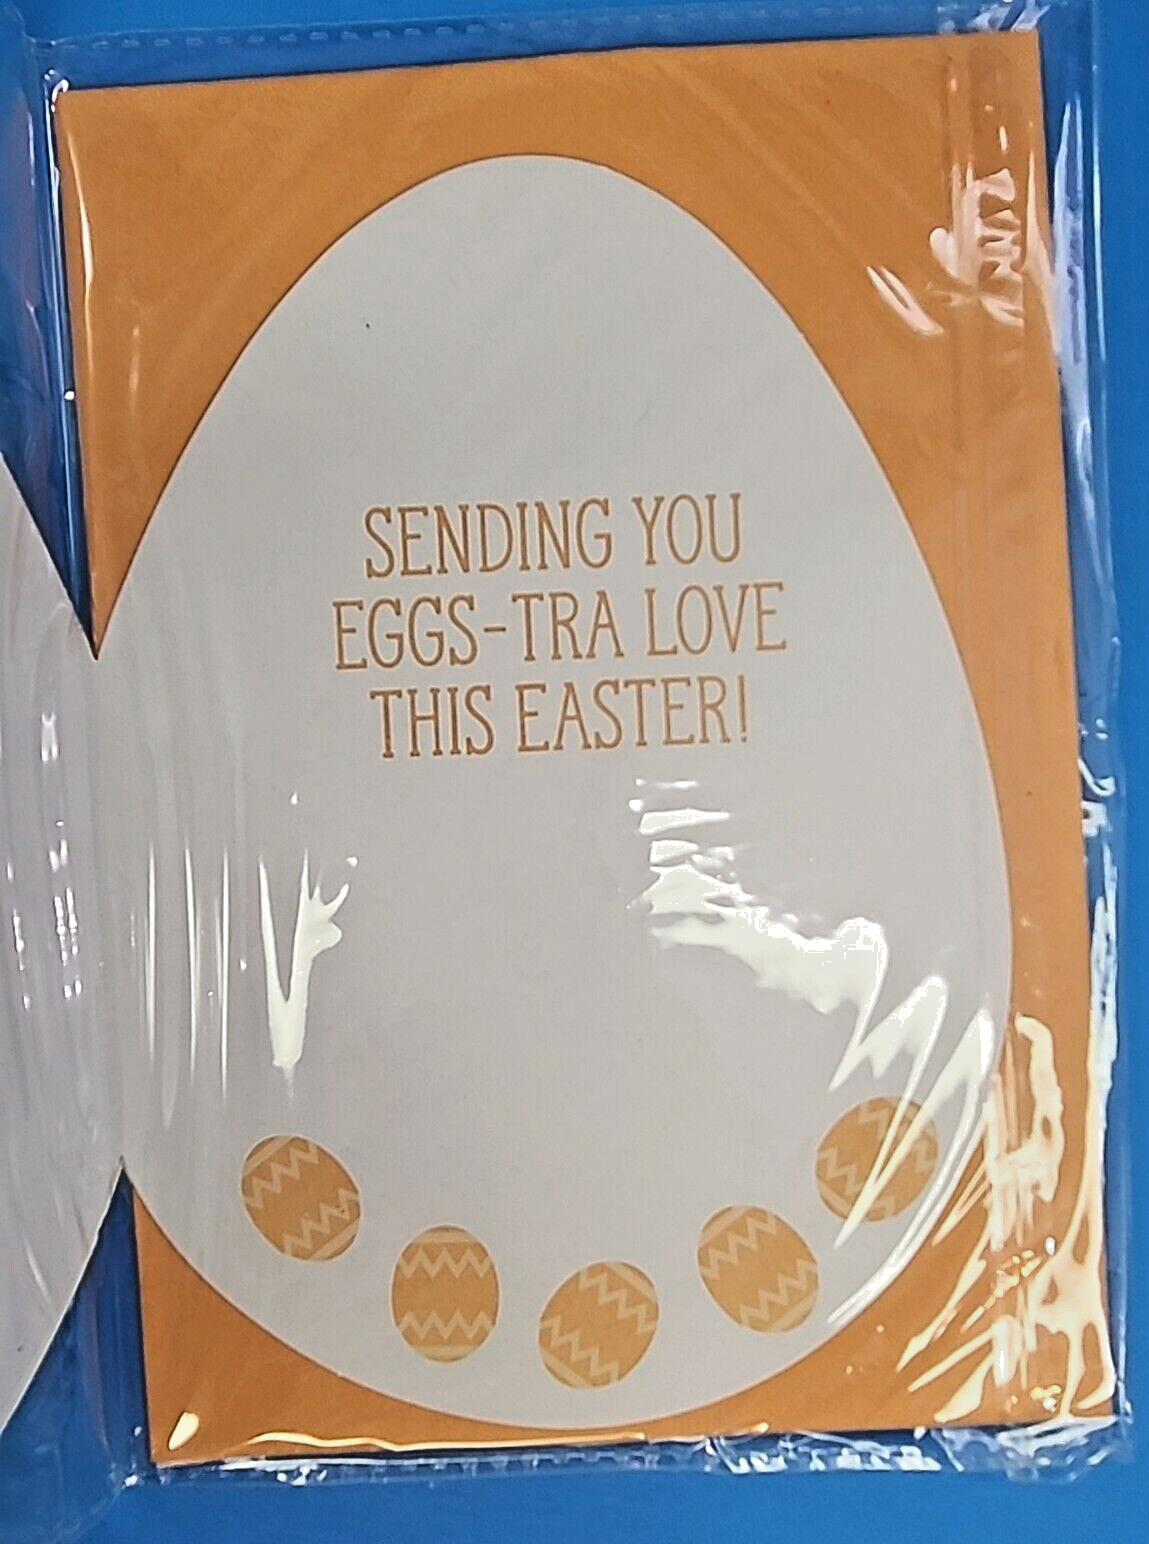 SENDING YOU
EGGS-TRA LOVE
THIS EASTER!